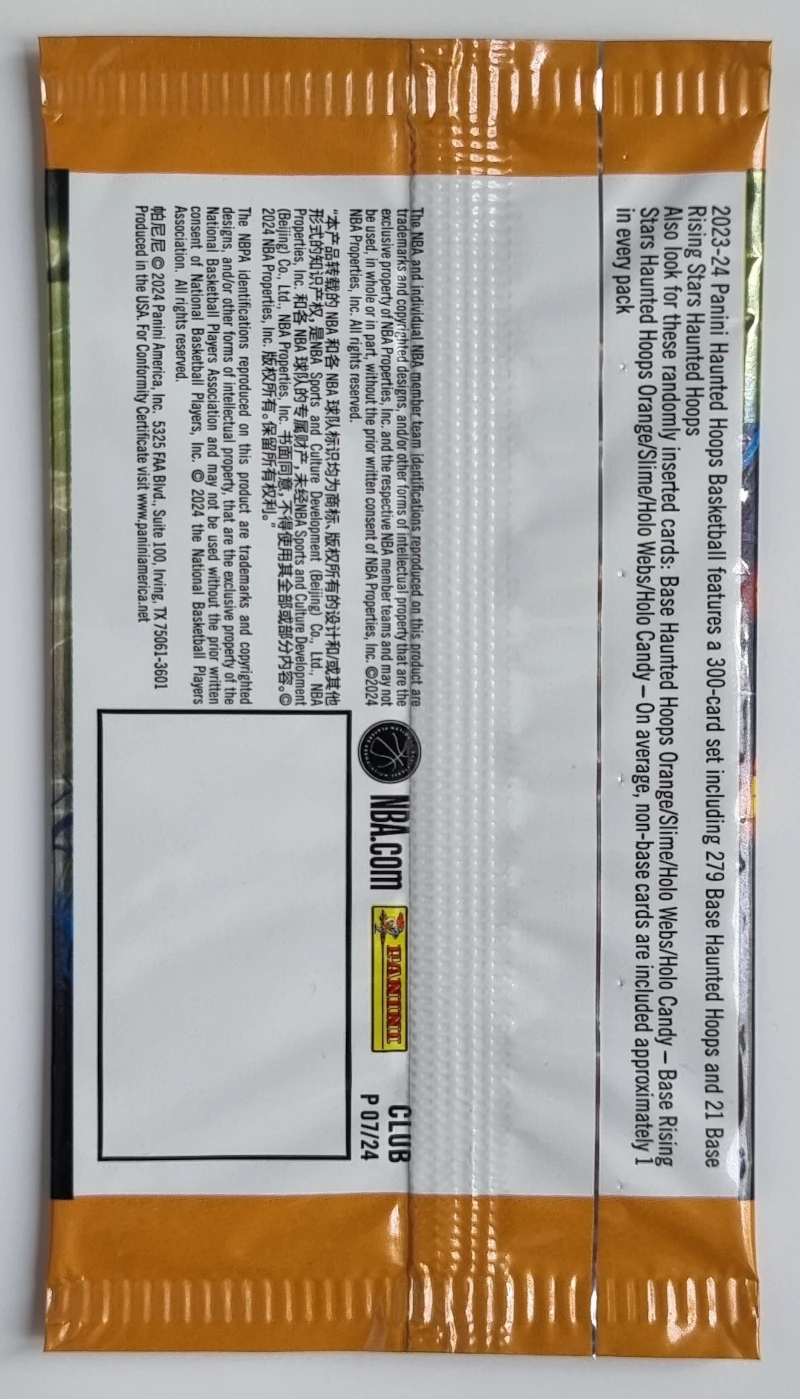 2023-24 Panini Haunted Hoops Basketball features a 300-card set including 279 Base Haunted Hoops and 21 Base
Rising Stars Haunted Hoops
Also look for these randomly inserted cards: Base Haunted Hoops Orange/Slime/Holo Webs/Holo Candy – Base Rising
Stars Haunted Hoops Orange/Slime/Holo Webs/Holo Candy – On average, non-base cards are included approximately 1
in every pack
The NBA and individual NBA member team identifications reproduced on this product are
trademarks and copyrighted designs, and/or other forms of intellectual property that are the
exclusive property of NBA Properties, Inc. and the respective NBA member teams and may not
be used, in whole or in part, without the prior written consent of NBA Properties, Inc. ©2024
NBA Properties, Inc. All rights reserved.
"本产品转载的 NBA 和各 NBA 球队标识均为商标、版权所有的设计和/或其他
形式的知识产权, 是NBA Sports and Culture Development (Beijing) Co., Ltd., NBA
Properties, Inc. 和各 NBA 球队的专属财产, 未经NBA Sports and Culture Development
(Beijing) Co., Ltd., NBA Properties, Inc. 书面同意, 不得使用其全部或部分内容。©
2024 NBA Properties, Inc. 版权所有。保留所有权利。"
The NBPA identifications reproduced on this product are trademarks and copyrighted
designs, and/or other forms of intellectual property, that are the exclusive property of the
National Basketball Players Association and may not be used without the prior written
consent of National Basketball Players, Inc. © 2024 the National Basketball Players
Association. All rights reserved.
帕尼尼 © 2024 Panini America, Inc. 5325 FAA Blvd., Suite 100, Irving, TX 75061-3601
Produced in the USA. For Conformity Certificate visit www.paniniamerica.net
NBA.com
PANINI
CLUB
P 07/24